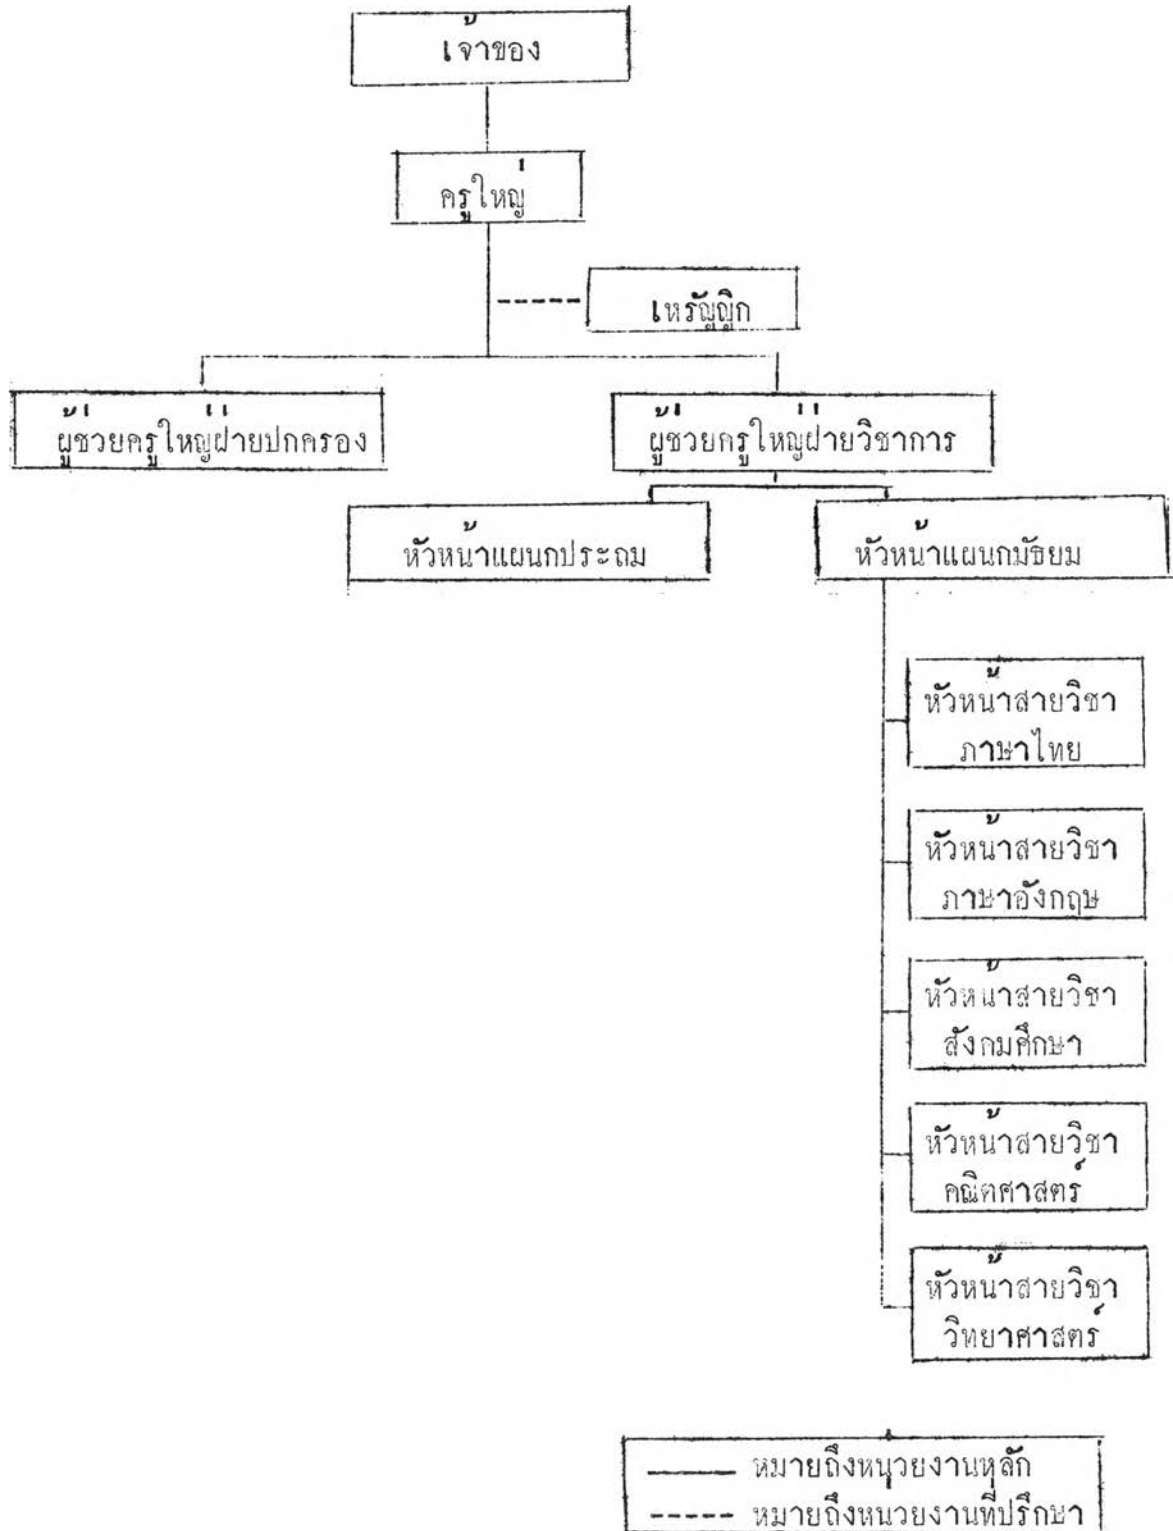 เจ้าของ
ครูใหญ่
เหรัญญิก
ผู้ช่วยครูใหญ่ฝ่ายปกครอง
ผู้ช่วยครูใหญ่ฝ่ายวิชาการ
หัวหน้าแผนกประถม
หัวหน้าแผนกมัธยม
หัวหน้าสายวิชา
ภาษาไทย
หัวหน้าสายวิชา
ภาษาอังกฤษ
หัวหน้าสายวิชา
สังคมศึกษา
หัวหน้าสายวิชา
คณิตศาสตร์
หัวหน้าสายวิชา
วิทยาศาสตร์
หมายถึงหน่วยงานหลัก
หมายถึงหน่วยงานที่ปรึกษา